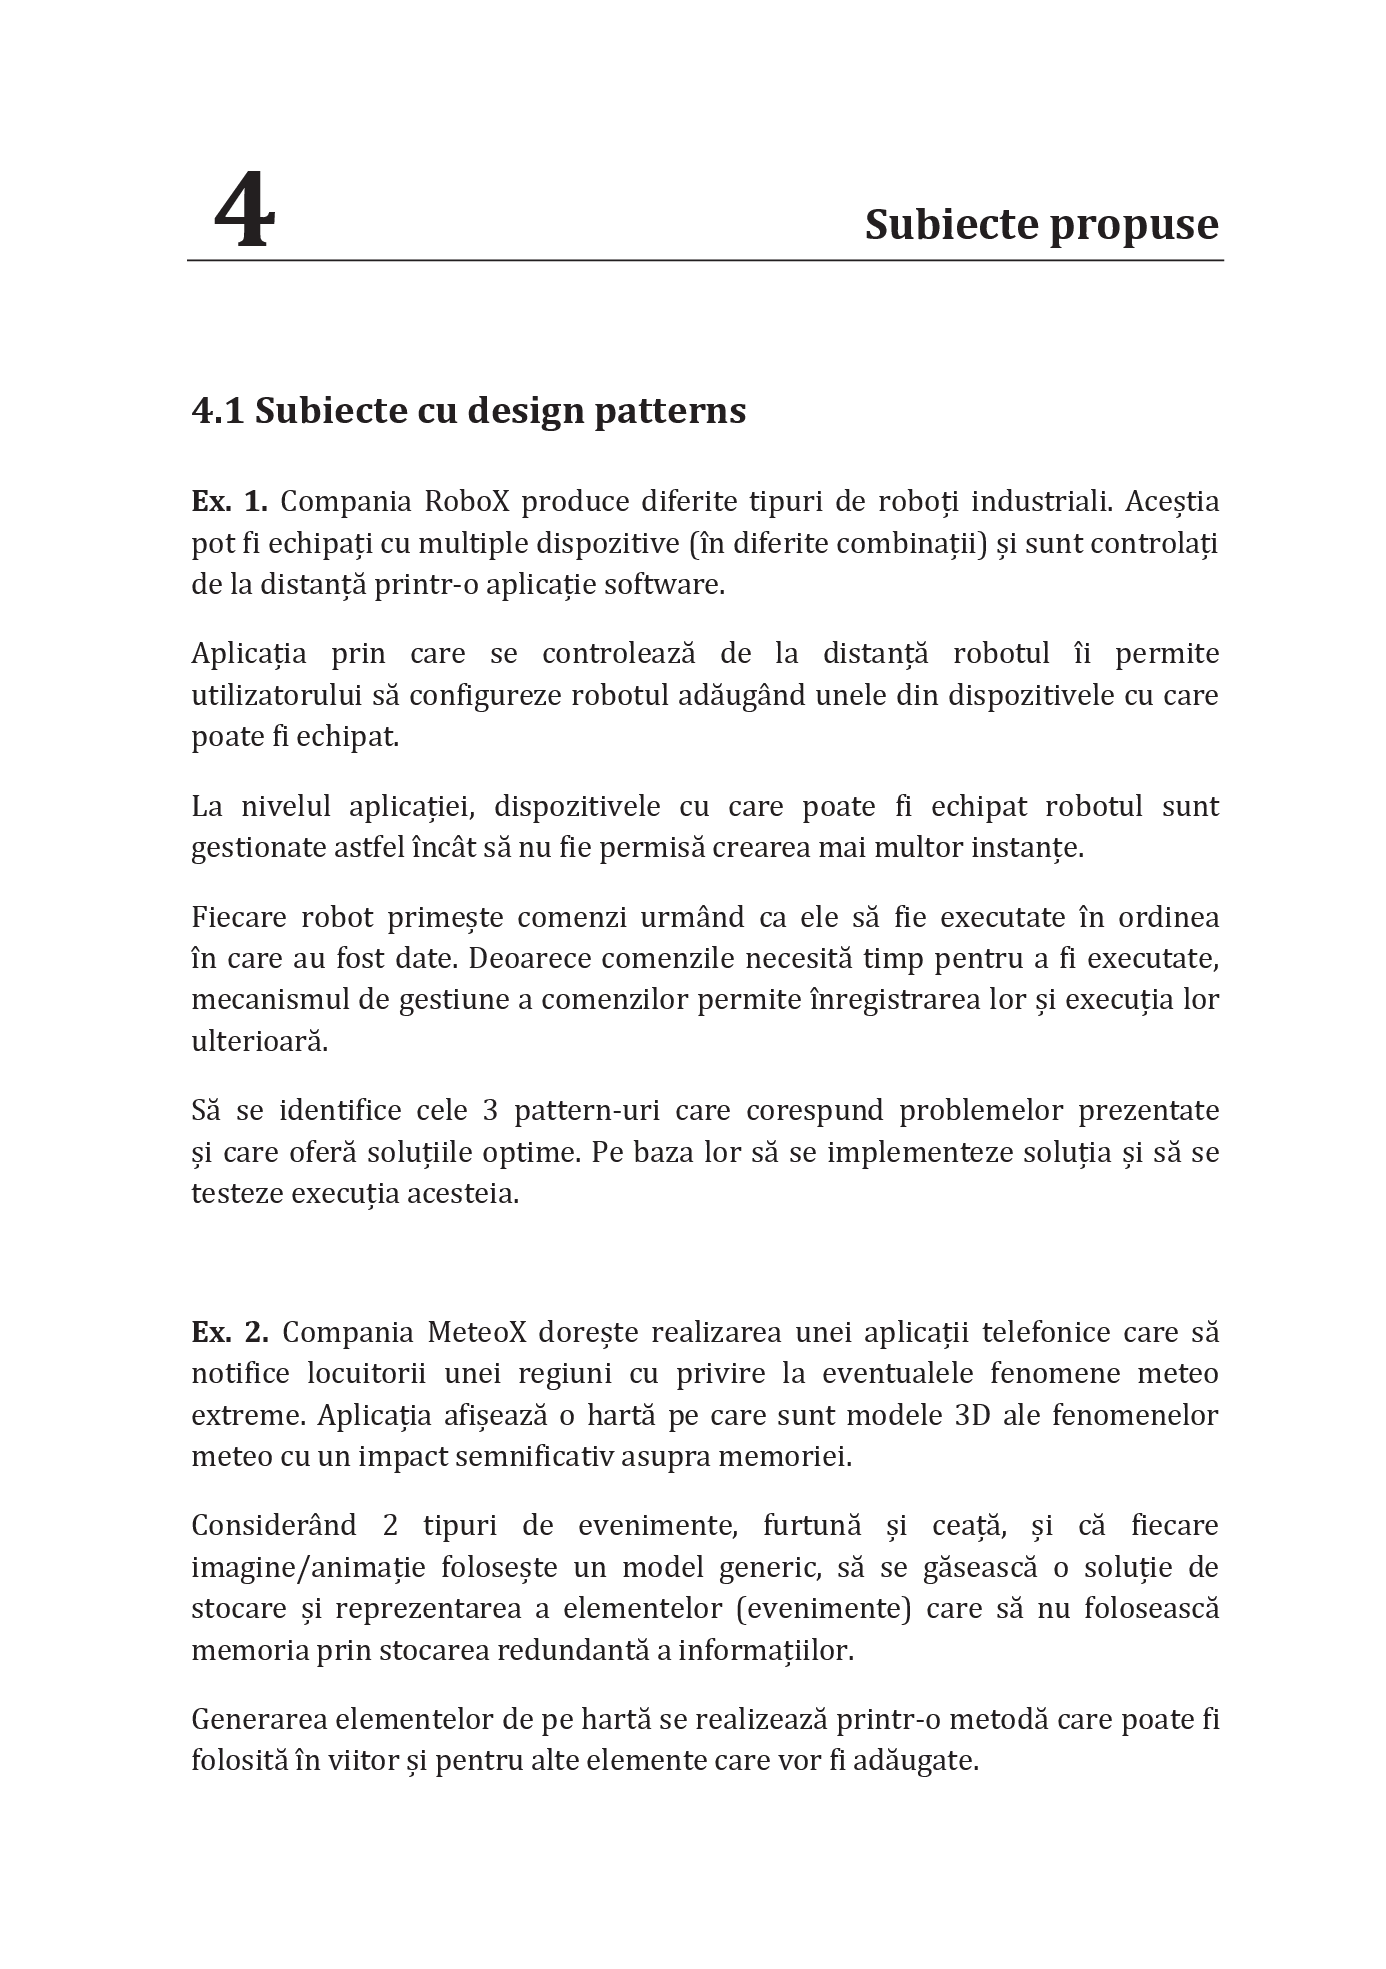 4
Subiecte propuse
4.1 Subiecte cu design patterns
Ex. 1. Compania RoboX produce diferite tipuri de roboți industriali. Aceștia
pot fi echipați cu multiple dispozitive (în diferite combinații) și sunt controlați
de la distanță printr-o aplicație software.
Aplicația prin care se controlează de la distanță robotul îi permite
utilizatorului să configureze robotul adăugând unele din dispozitivele cu care
poate fi echipat.
La nivelul aplicației, dispozitivele cu care poate fi echipat robotul sunt
gestionate astfel încât să nu fie permisă crearea mai multor instanțe.
Fiecare robot primește comenzi urmând ca ele să fie executate în ordinea
în care au fost date. Deoarece comenzile necesită timp pentru a fi executate,
mecanismul de gestiune a comenzilor permite înregistrarea lor și execuția lor
ulterioară.
Să se identifice cele 3 pattern-uri care corespund problemelor prezentate
și care oferă soluțiile optime. Pe baza lor să se implementeze soluția și să se
testeze execuția acesteia.
Ex. 2. Compania MeteoX dorește realizarea unei aplicații telefonice care să
notifice locuitorii unei regiuni cu privire la eventualele fenomene meteo
extreme. Aplicația afișează o hartă pe care sunt modele 3D ale fenomenelor
meteo cu un impact semnificativ asupra memoriei.
Considerând 2 tipuri de evenimente, furtună și ceață, și că fiecare
imagine/animație folosește un model generic, să se găsească o soluție de
stocare și reprezentarea a elementelor (evenimente) care să nu folosească
memoria prin stocarea redundantă a informațiilor.
Generarea elementelor de pe hartă se realizează printr-o metodă care poate fi
folosită în viitor și pentru alte elemente care vor fi adăugate.